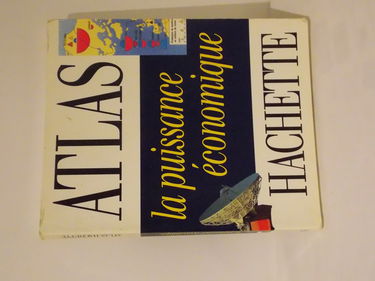 ATLAS
la puissance
économique
HACHETTE